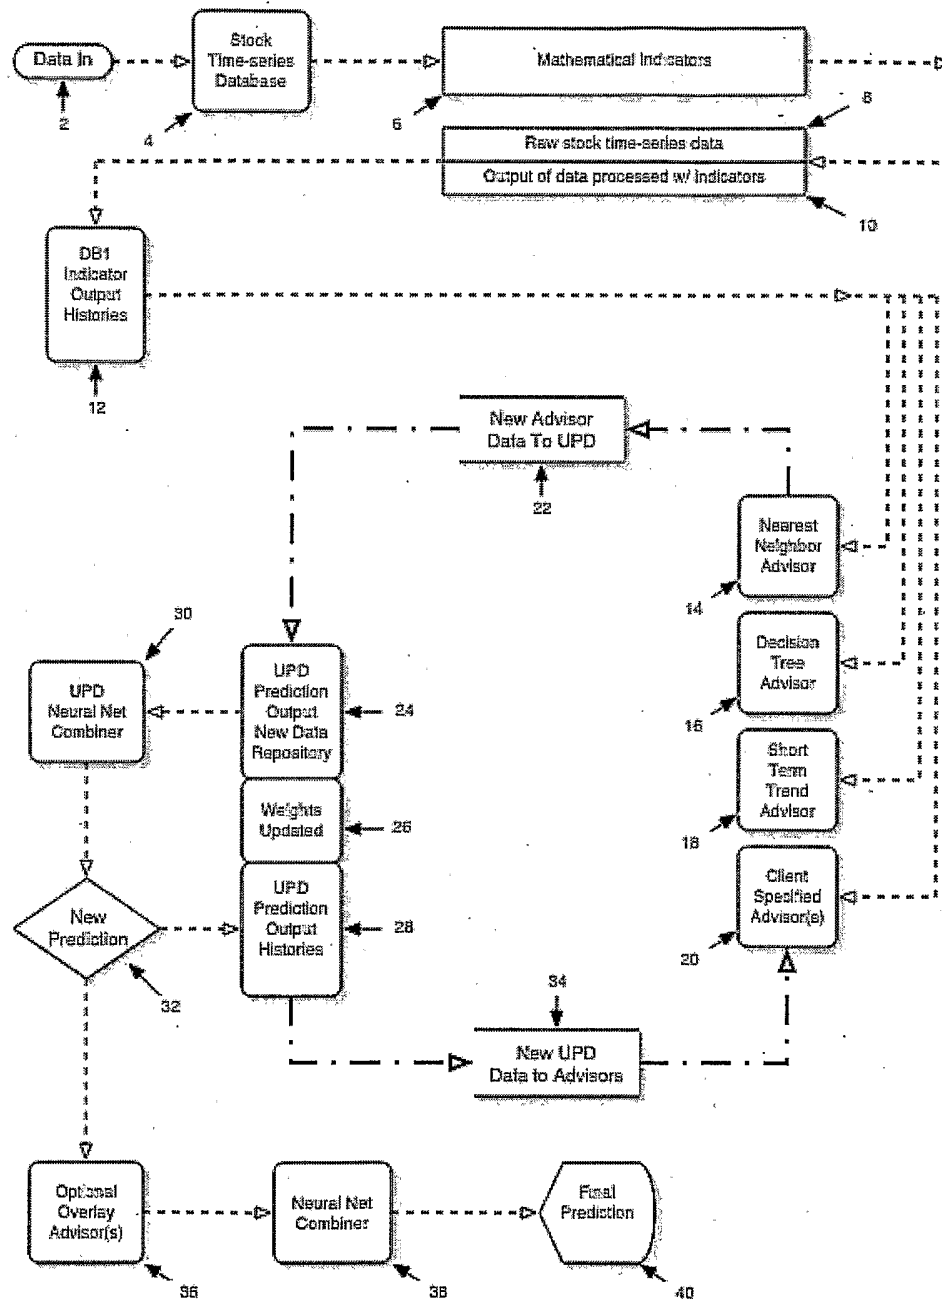 Data In
2
Stock
Time-series
Database
4
Mathematical Indicators
6
8
Raw stock time-series data
Output of data processed w/ Indicators
10
DB1
Indicator
Output
Histories
12
New Advisor
Data To UPD
22
Nearest
Neighbor
Advisor
14
Decision
Tree
Advisor
16
Short
Term
Trend
Advisor
18
Client
Specified
Advisor(s)
20
30
UPD
Neural Net
Combiner
UPD
Prediction
Output
New Data
Repository
24
Weights
Updated
26
UPD
Prediction
Output
Histories
28
New
Prediction
32
34
New UPD
Data to Advisors
Optional
Overlay
Advisor(s)
36
Neural Net
Combiner
38
Final
Prediction
40